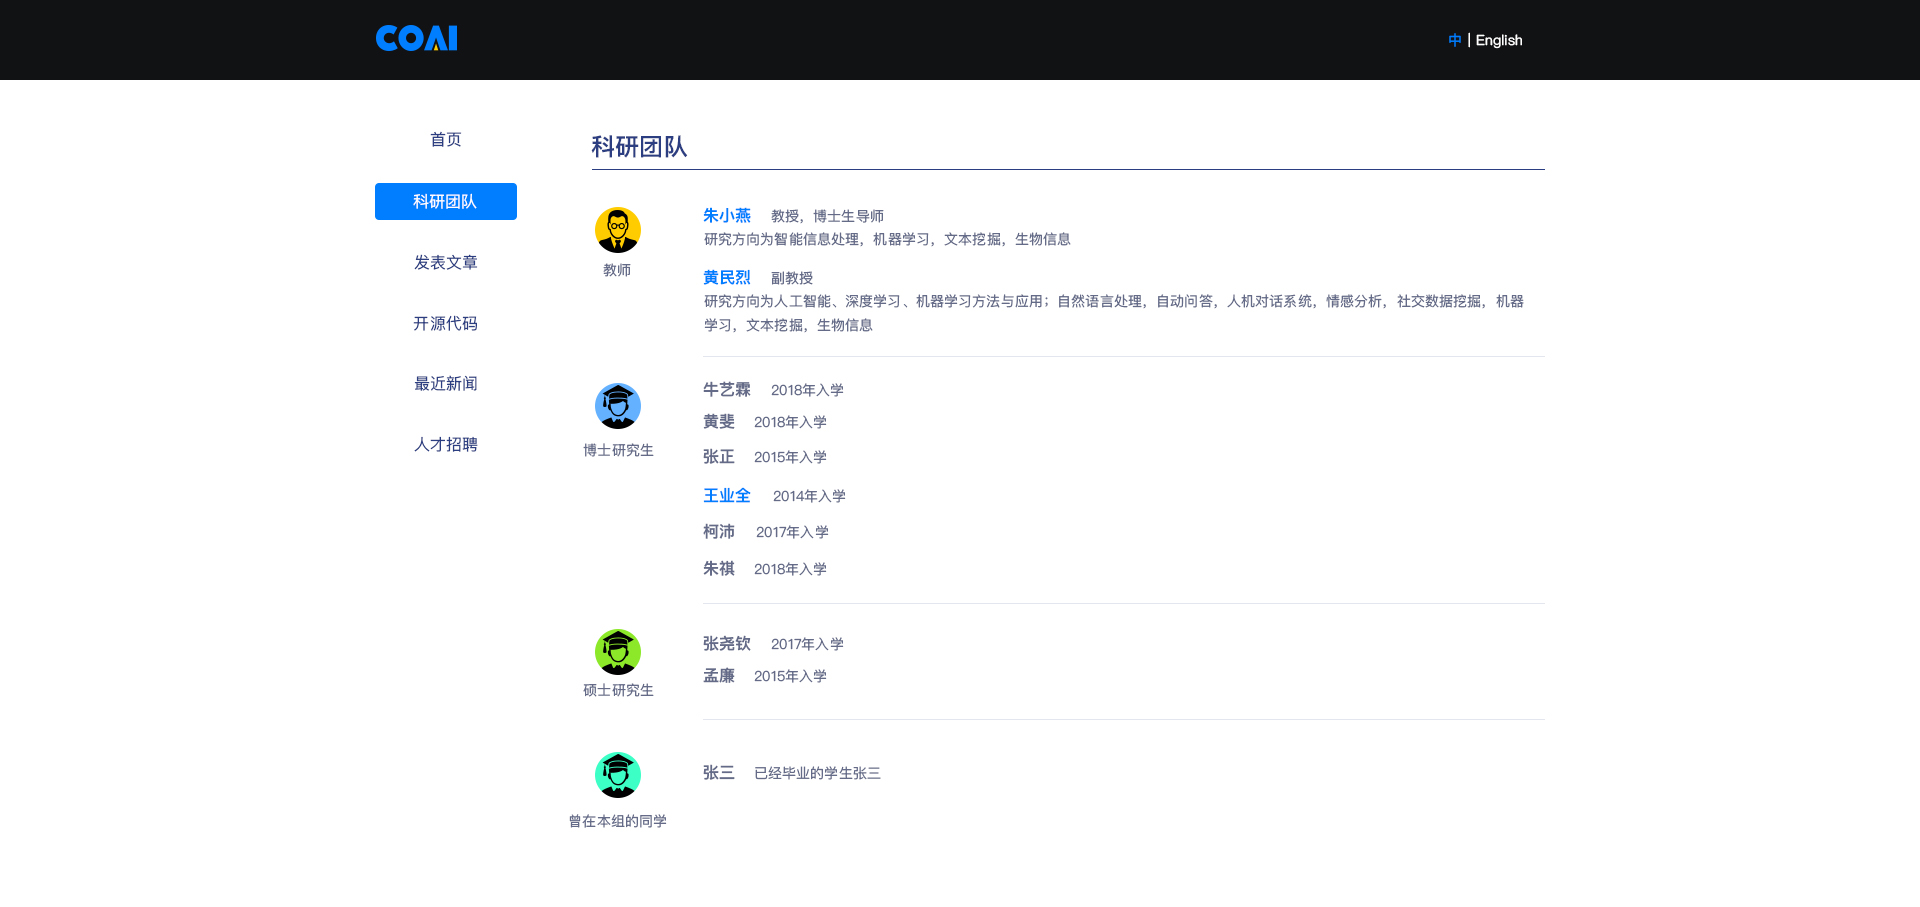 COAI
中 | English
首页
科研团队
发表文章
开源代码
最近新闻
人才招聘
科研团队
教师
朱小燕 教授，博士生导师
研究方向为智能信息处理，机器学习，文本挖掘，生物信息
黄民烈 副教授
研究方向为人工智能、深度学习、机器学习方法与应用；自然语言处理，自动问答，人机对话系统，情感分析，社交数据挖掘，机器
学习，文本挖掘，生物信息
博士研究生
牛艺霖 2018年入学
黄斐 2018年入学
张正 2015年入学
王业全 2014年入学
柯沛 2017年入学
朱祺 2018年入学
硕士研究生
张尧钦 2017年入学
孟廉 2015年入学
曾在本组的同学
张三 已经毕业的学生张三